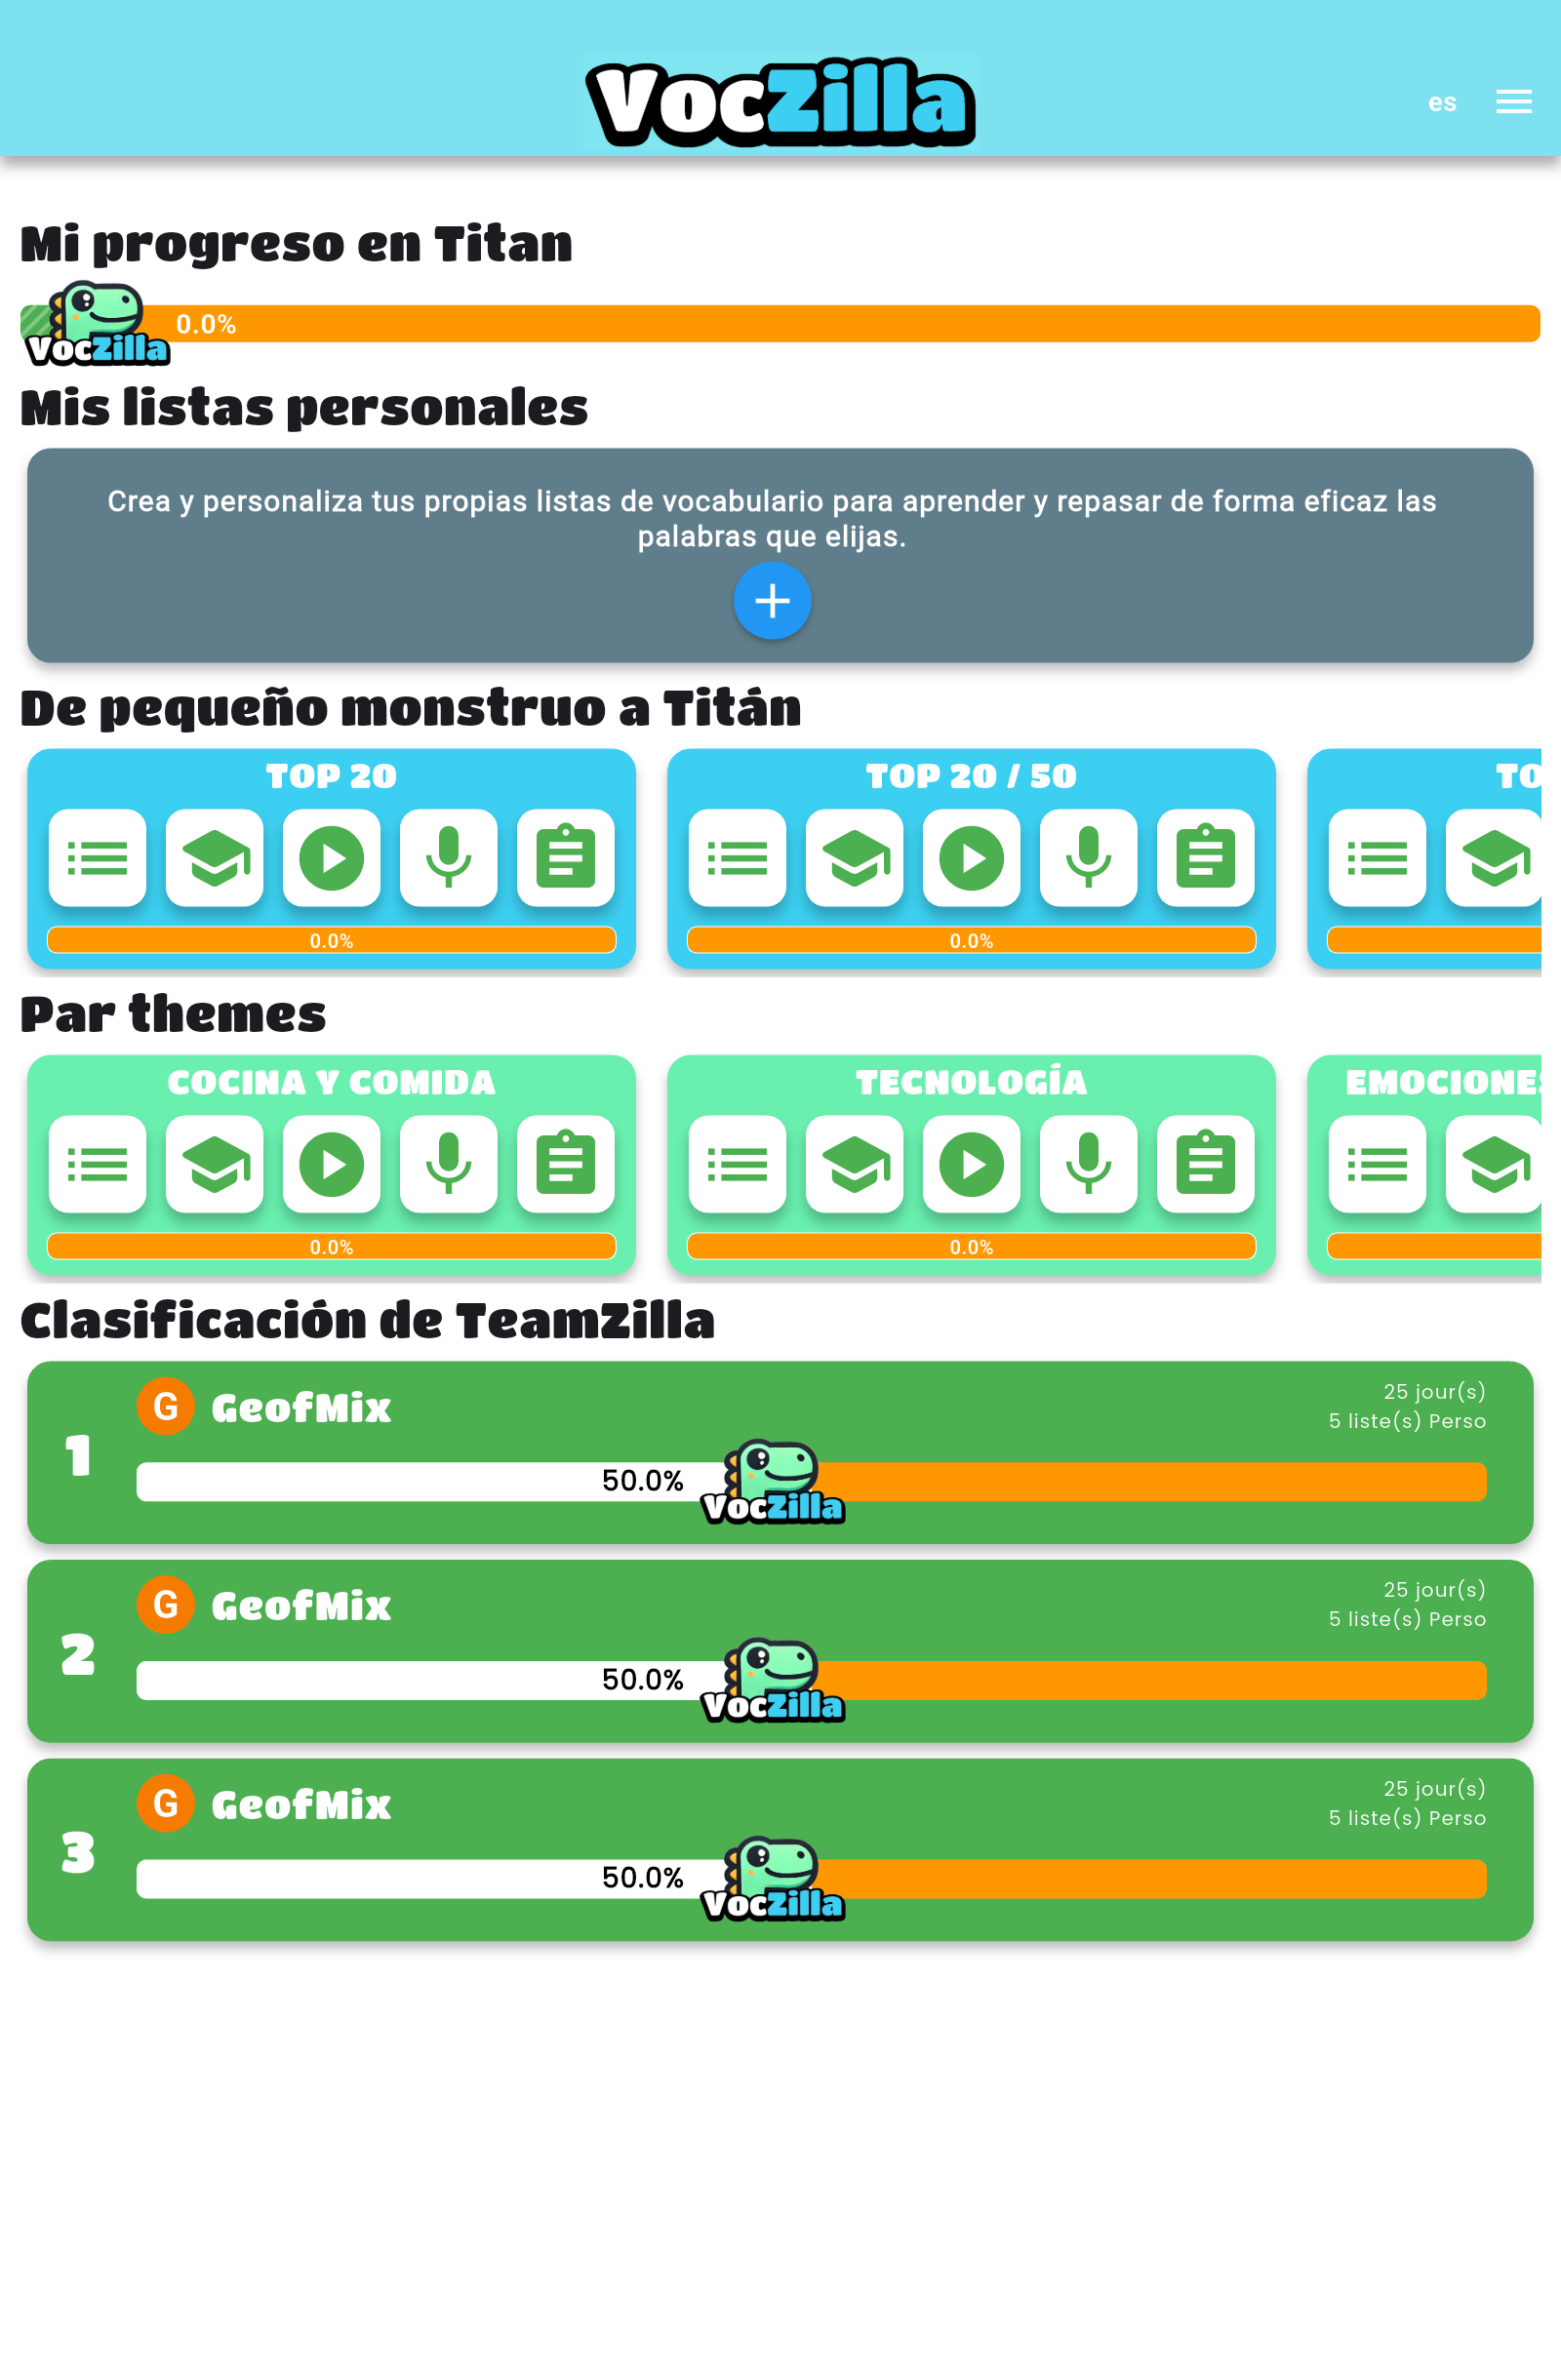 VocZilla
es
Mi progreso en Titan
VocZilla
0.0%
Mis listas personales
Crea y personaliza tus propias listas de vocabulario para aprender y repasar de forma eficaz las
palabras que elijas.
De pequeño monstruo a Titán
TOP 20
TOP 20 / 50
TO
0.0%
0.0%
Par themes
COCINA Y COMIDA
TECNOLOGÍA
EMOCIONES
0.0%
0.0%
Clasificación de TeamZilla
1
G
GeofMix
25 jour(s)
5 liste(s) Perso
50.0%
VocZilla
2
G
GeofMix
25 jour(s)
5 liste(s) Perso
50.0%
VocZilla
3
G
GeofMix
25 jour(s)
5 liste(s) Perso
50.0%
VocZilla